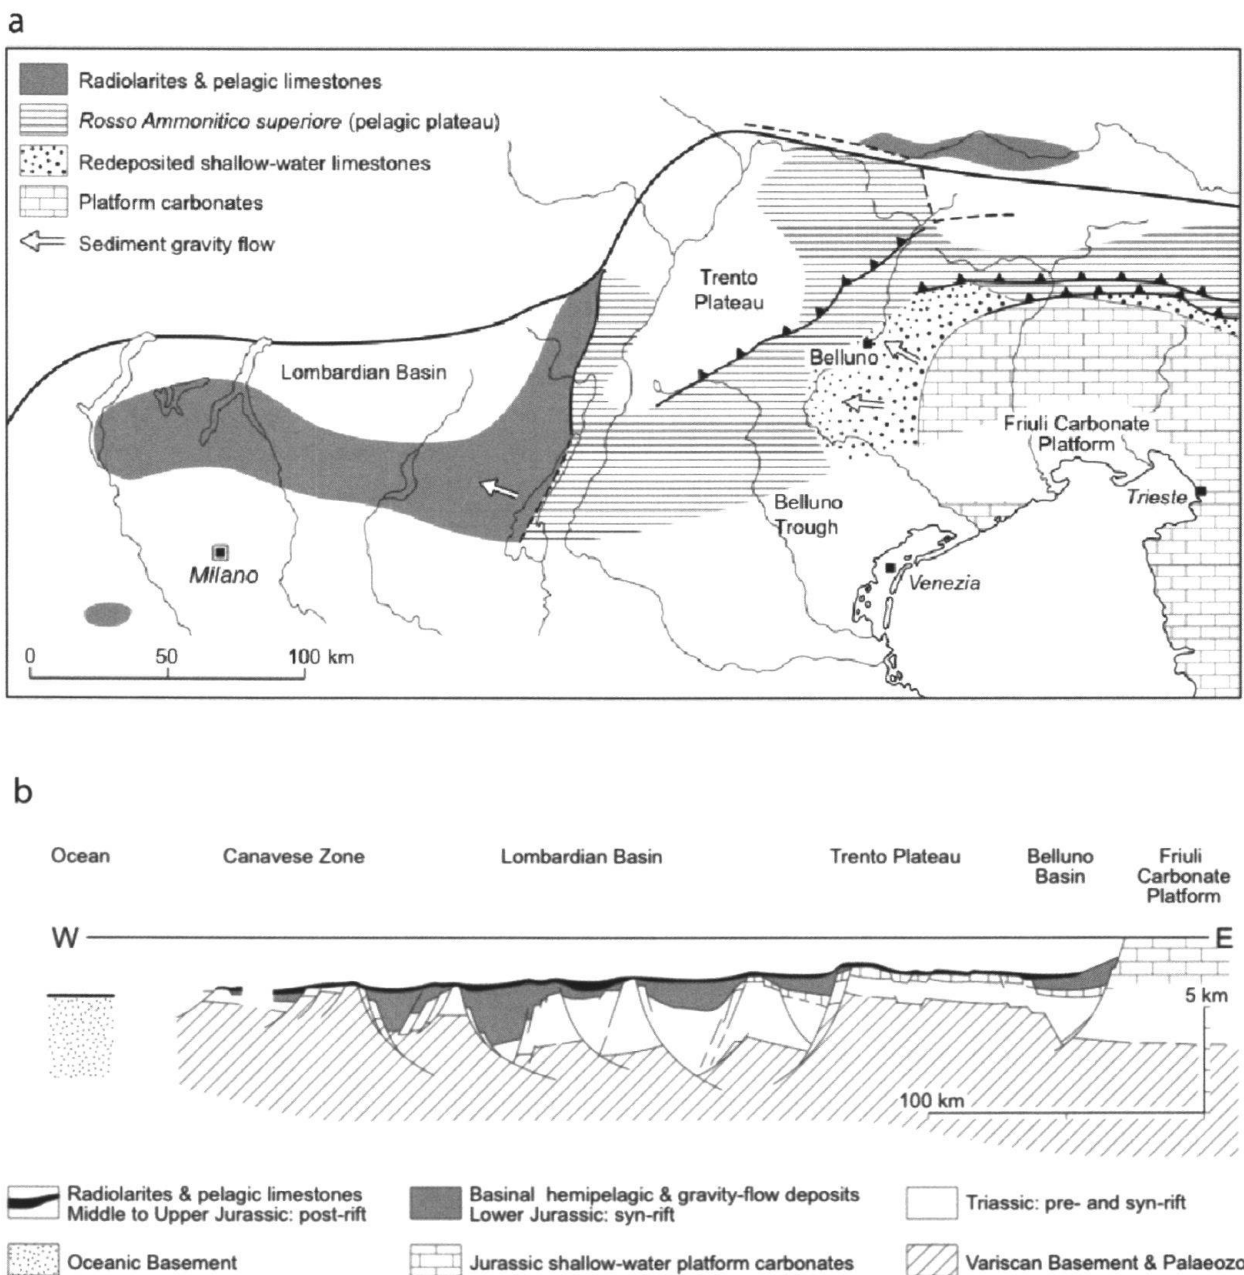 a
Radiolarites & pelagic limestones
Rosso Ammonitico superiore (pelagic plateau)
Redeposited shallow-water limestones
Platform carbonates
Sediment gravity flow
Trento
Plateau
Lombardian Basin
Belluno
Friuli Carbonate
Platform
Belluno
Trough
Trieste
Milano
Venezia
0 50 100 km
b
Ocean Canavese Zone Lombardian Basin Trento Plateau Belluno
Basin Friuli
Carbonate
Platform
W E
5 km
100 km
Radiolarites & pelagic limestones
Middle to Upper Jurassic: post-rift
Basinal hemipelagic & gravity-flow deposits
Lower Jurassic: syn-rift
Triassic: pre- and syn-rift
Oceanic Basement
Jurassic shallow-water platform carbonates
Variscan Basement & Palaeozo